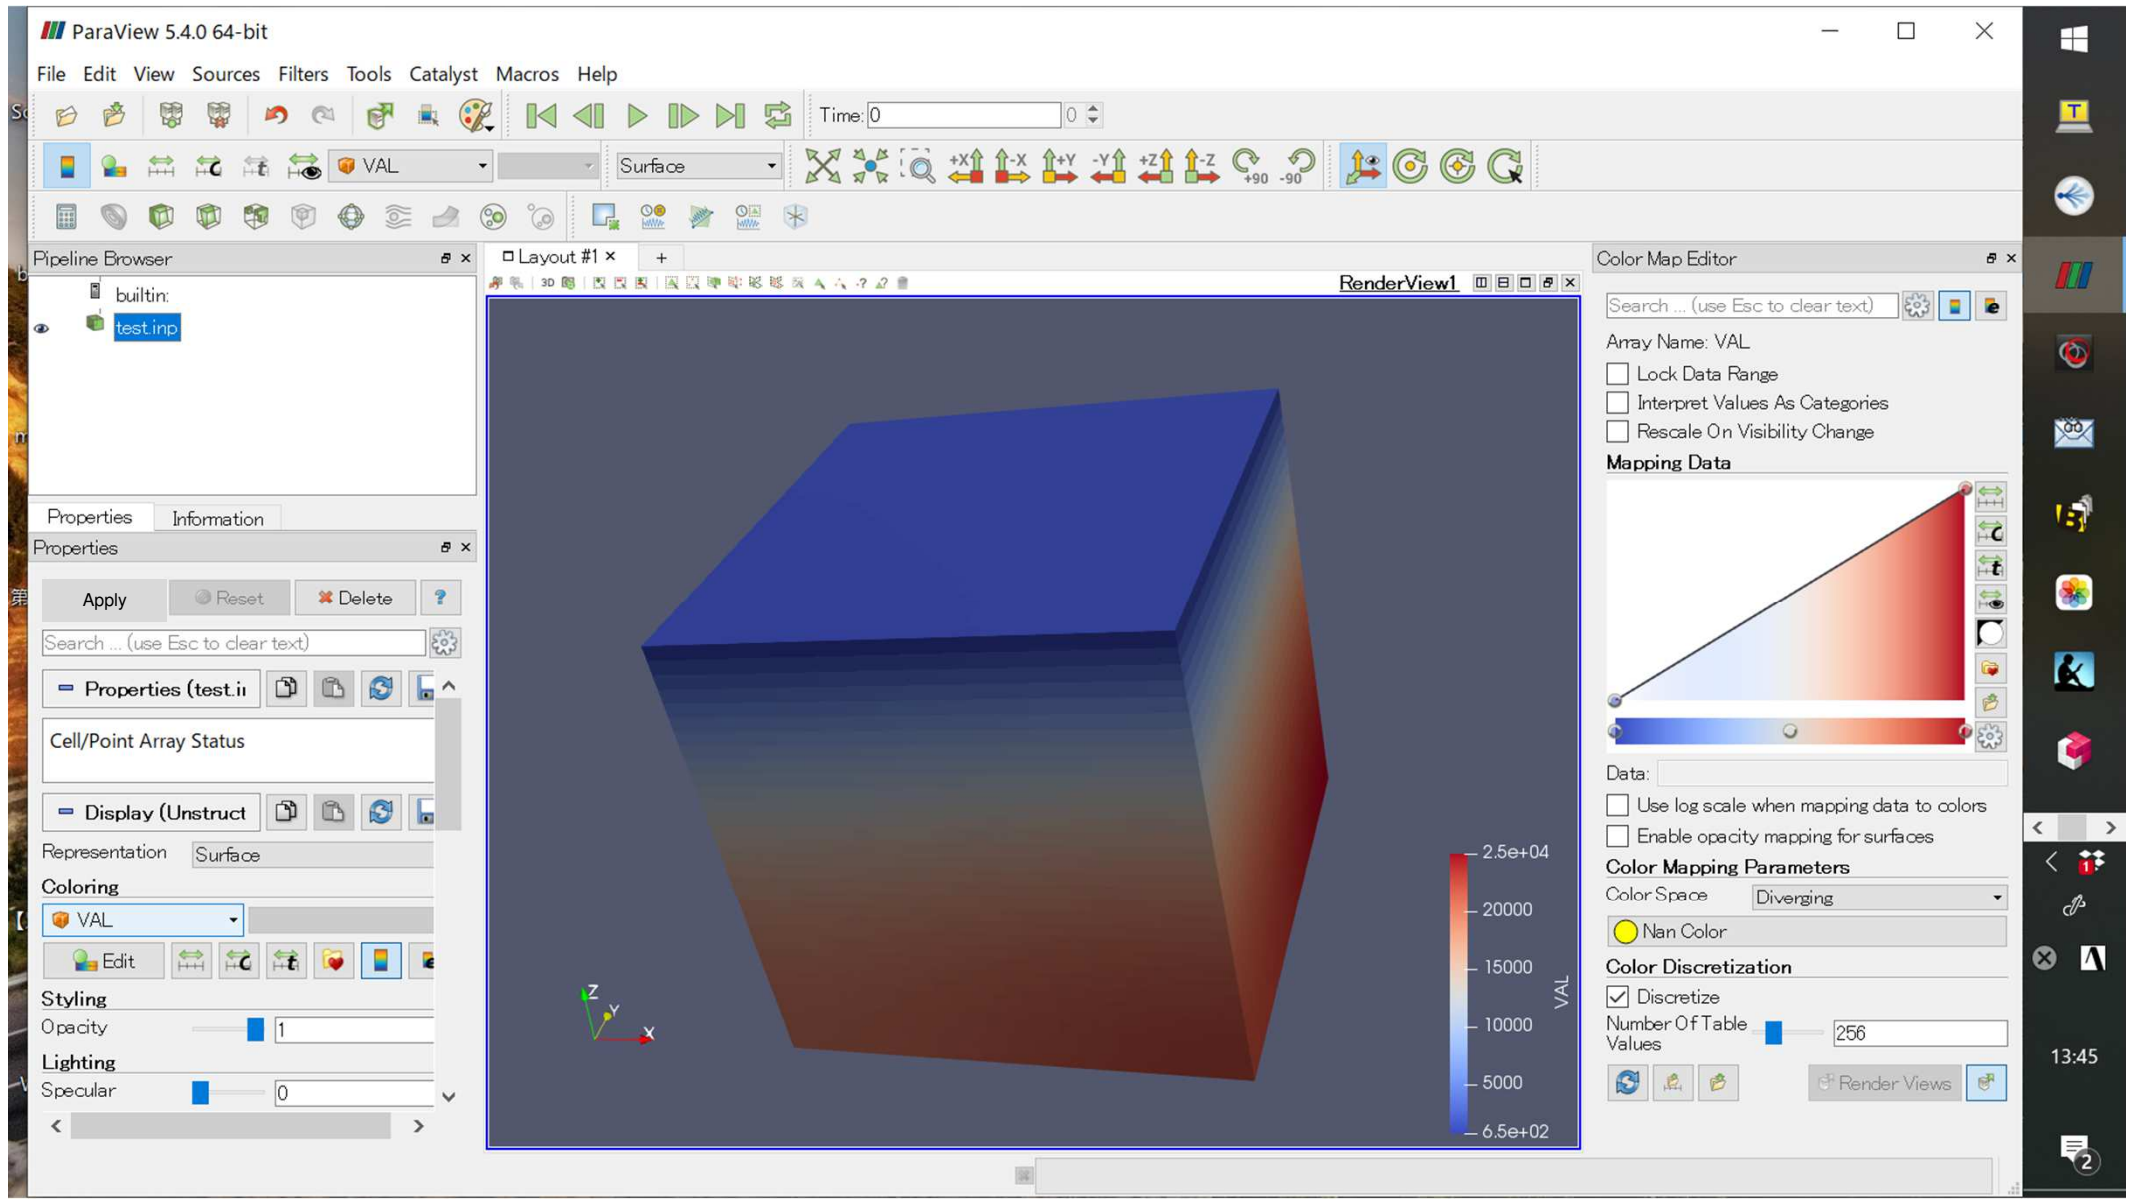 ParaView 5.4.0 64-bit
File Edit View Sources Filters Tools Catalyst Macros Help
Time: 0 0
VAL Surface +X -X +Y -Y +Z -Z +90 -90
Pipeline Browser
builtin:
test.inp
Properties Information
Properties
Apply Reset Delete ?
Search ... (use Esc to clear text)
Properties (test.ii
Cell/Point Array Status
Display (Unstruct
Representation Surface
Coloring
VAL
Edit
Styling
Opacity 1
Lighting
Specular 0
Layout #1 × +
3D RenderView1
Z
Y
X
2.5e+04
20000
15000
10000
5000
6.5e+02
VAL
Color Map Editor
Search ... (use Esc to clear text)
Array Name: VAL
Lock Data Range
Interpret Values As Categories
Rescale On Visibility Change
Mapping Data
Data:
Use log scale when mapping data to colors
Enable opacity mapping for surfaces
Color Mapping Parameters
Color Space Diverging
Nan Color
Color Discretization
Discretize
Number Of Table Values 256
Render Views
T
1
13:45
2